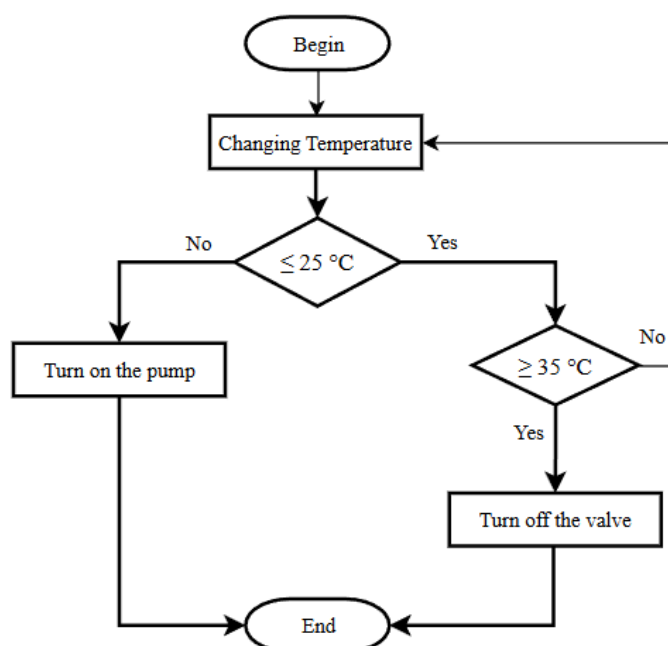 Begin
Changing Temperature
No
Yes
≤ 25 °C
Turn on the pump
No
≥ 35 °C
Yes
Turn off the valve
End